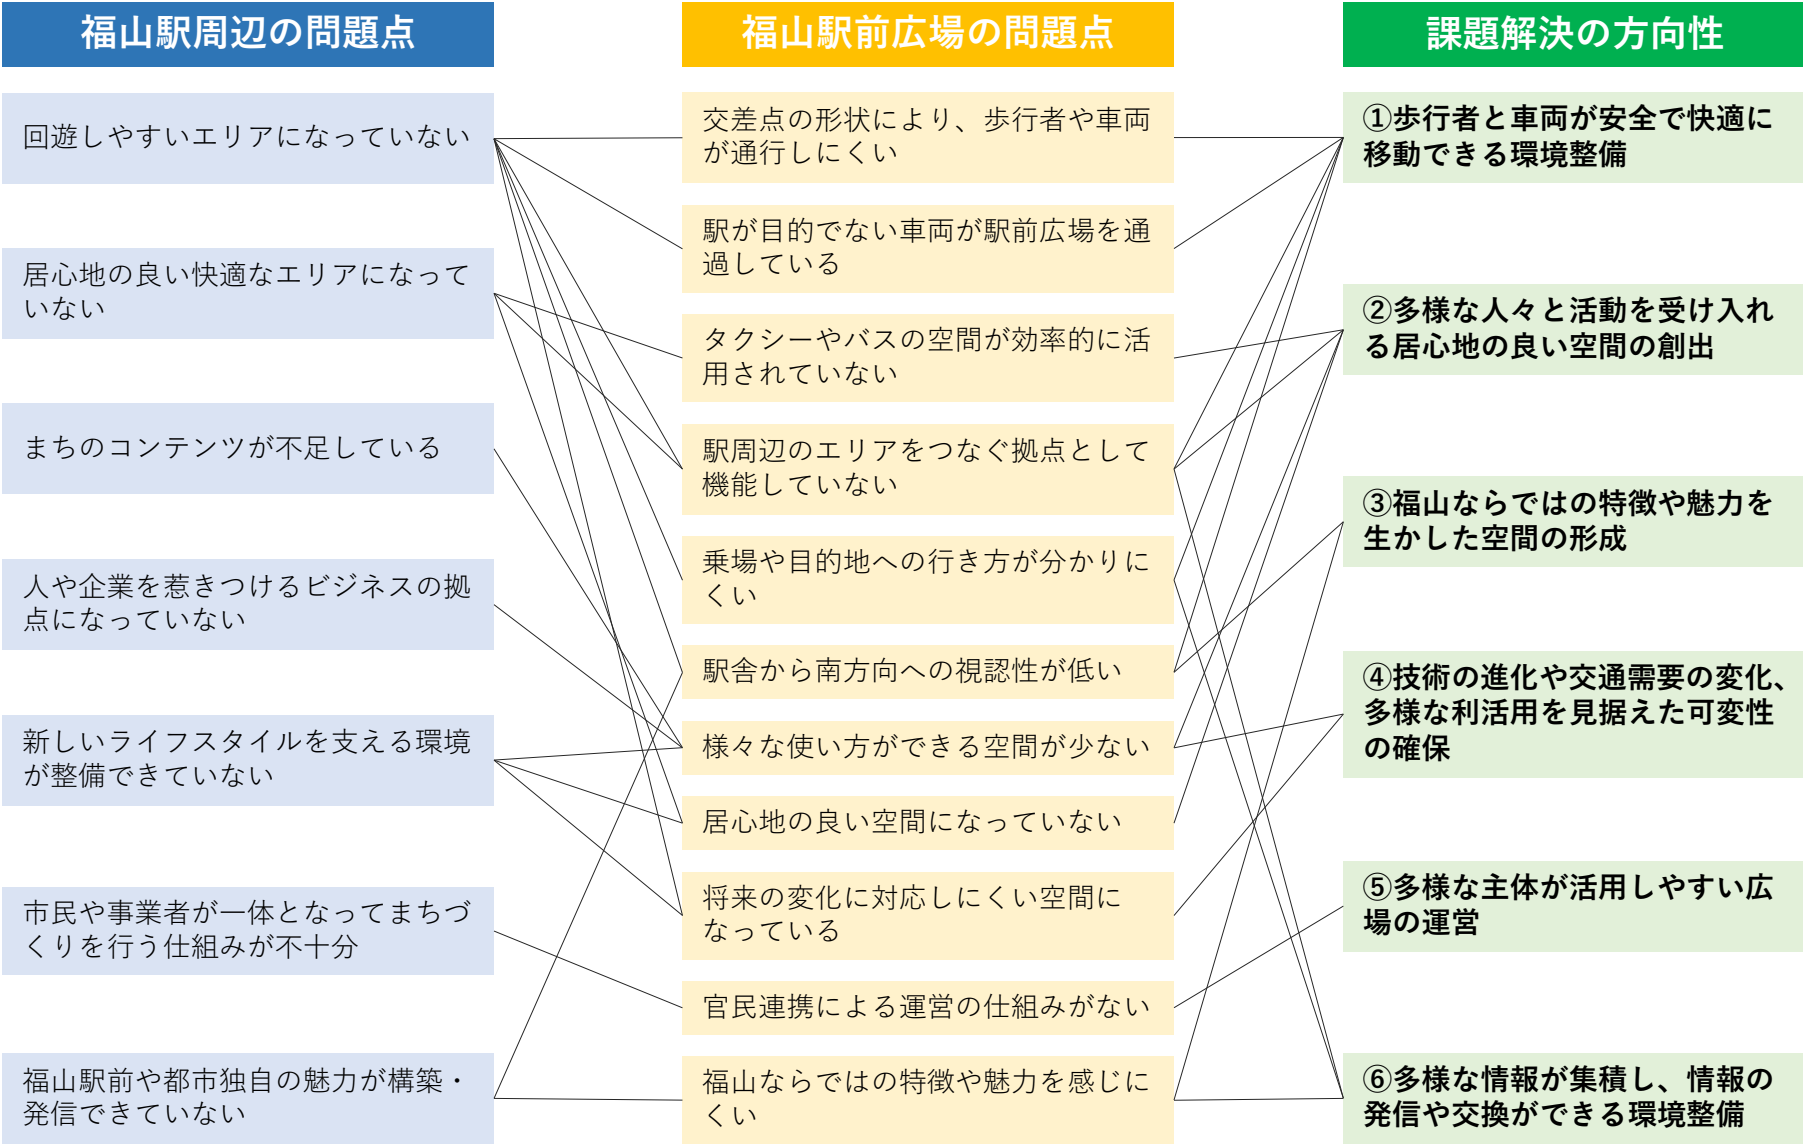 福山駅周辺の問題点
回遊しやすいエリアになっていない
居心地の良い快適なエリアになって
いない
まちのコンテンツが不足している
人や企業を惹きつけるビジネスの拠
点になっていない
新しいライフスタイルを支える環境
が整備できていない
市民や事業者が一体となってまちづ
くりを行う仕組みが不十分
福山駅前や都市独自の魅力が構築・
発信できていない
福山駅前広場の問題点
交差点の形状により、歩行者や車両
が通行しにくい
駅が目的でない車両が駅前広場を通
過している
タクシーやバスの空間が効率的に活
用されていない
駅周辺のエリアをつなぐ拠点として
機能していない
乗場や目的地への行き方が分かりに
くい
駅舎から南方向への視認性が低い
様々な使い方ができる空間が少ない
居心地の良い空間になっていない
将来の変化に対応しにくい空間に
なっている
官民連携による運営の仕組みがない
福山ならではの特徴や魅力を感じに
くい
課題解決の方向性
①歩行者と車両が安全で快適に
移動できる環境整備
②多様な人々と活動を受け入れ
る居心地の良い空間の創出
③福山ならではの特徴や魅力を
生かした空間の形成
④技術の進化や交通需要の変化、
多様な利活用を見据えた可変性
の確保
⑤多様な主体が活用しやすい広
場の運営
⑥多様な情報が集積し、情報の
発信や交換ができる環境整備